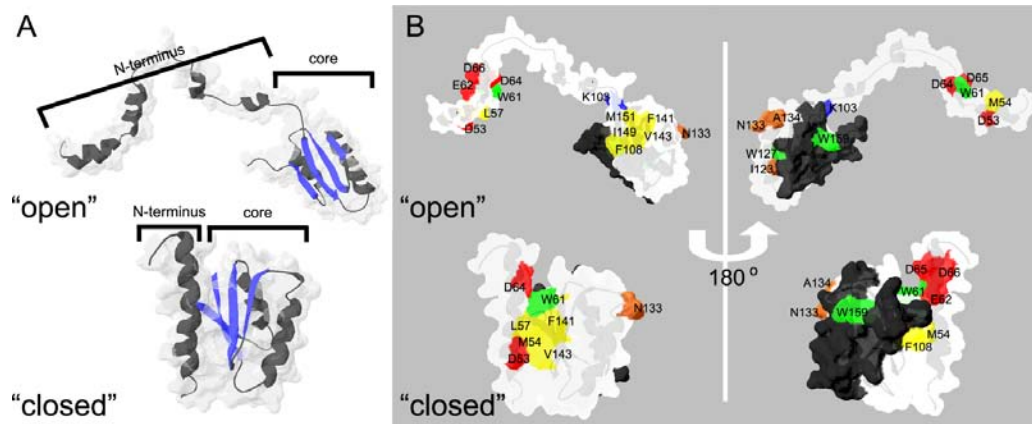 A
N-terminus
core
"open"
N-terminus
core
"closed"
B
D66
E62
D64
W61
L57
D53
K103
M151
F141
I149
V143
N133
F108
"open"
D65
D64
W61
M54
D53
K103
A134
N133
W159
W127
I123
180 o
D64
W61
F141
L57
M54
D53
V143
N133
"closed"
D65
D66
A134
W61
E62
N133
W159
M54
F108